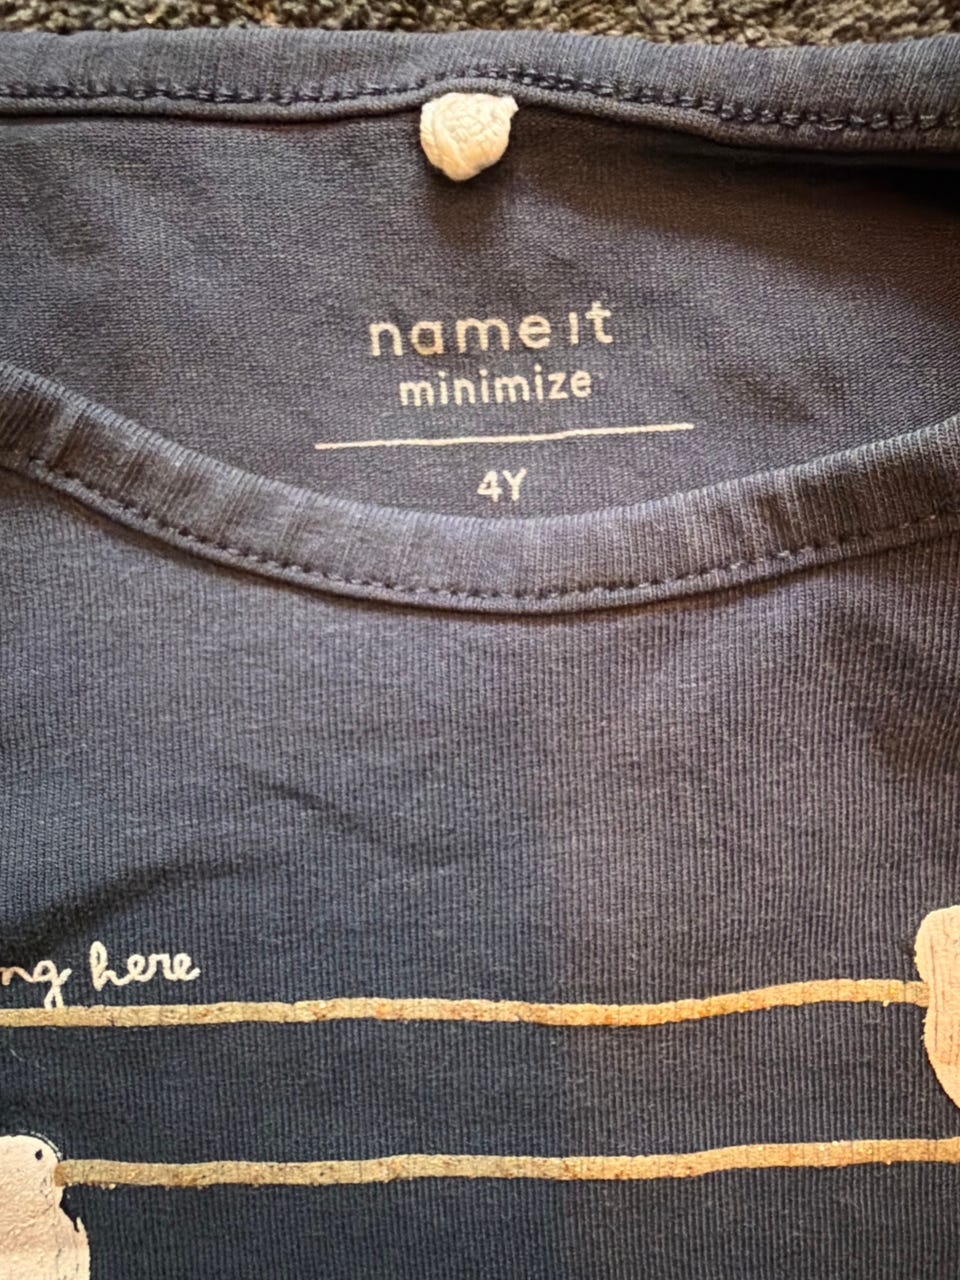 name it
minimize
4Y
ng here